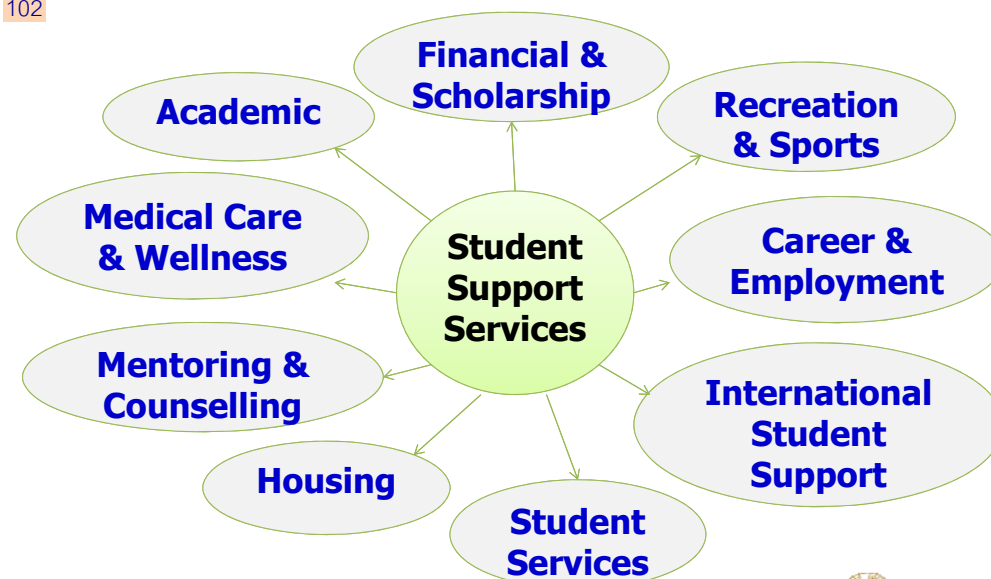 102
Financial &
Scholarship
Academic
Recreation
& Sports
Medical Care
& Wellness
Student
Support
Services
Career &
Employment
Mentoring &
Counselling
International
Student
Support
Housing
Student
Services